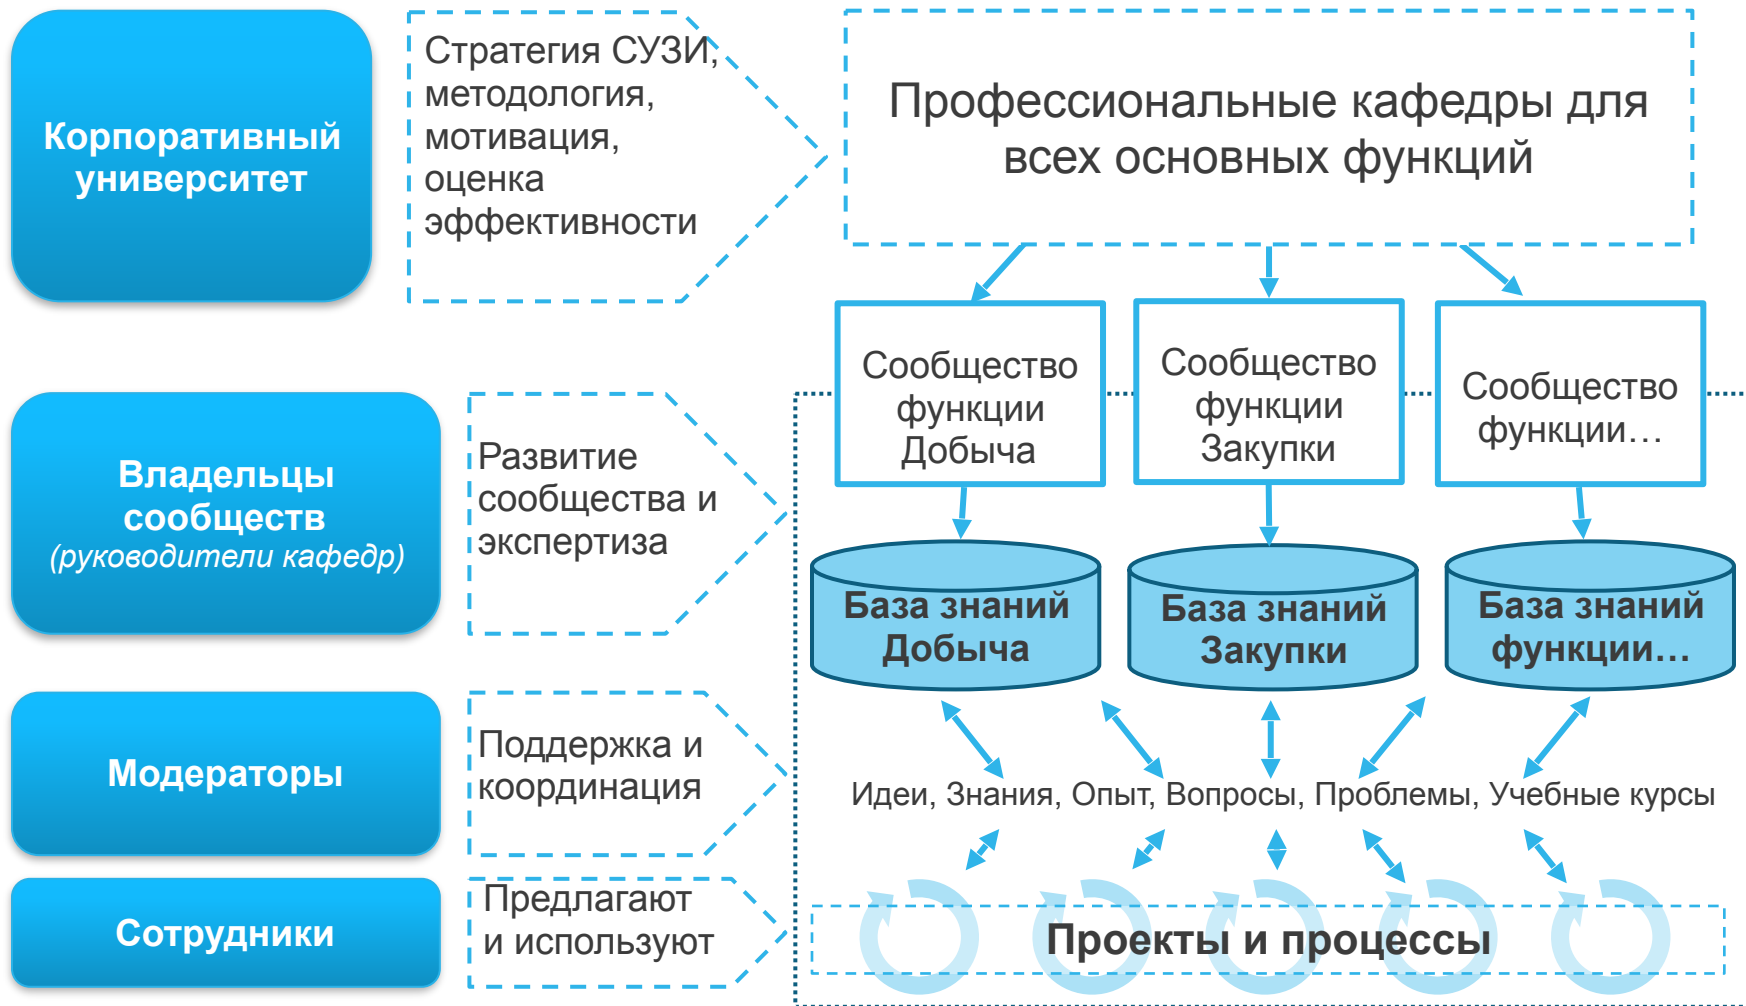 Корпоративный
университет
Стратегия СУЗИ,
методология,
мотивация,
оценка
эффективности
Профессиональные кафедры для
всех основных функций
Сообщество
функции
Добыча
Сообщество
функции
Закупки
Сообщество
функции…
Владельцы
сообществ
(руководители кафедр)
Развитие
сообщества и
экспертиза
База знаний
Добыча
База знаний
Закупки
База знаний
функции…
Модераторы
Поддержка и
координация
Идеи, Знания, Опыт, Вопросы, Проблемы, Учебные курсы
Сотрудники
Предлагают
и используют
Проекты и процессы